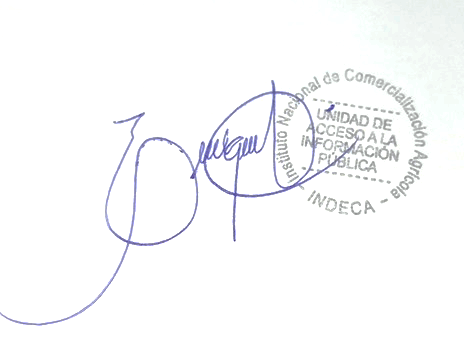 Instituto Nacional de Comercialización Agrícola
UNIDAD DE
ACCESO A LA
INFORMACIÓN
PÚBLICA
- INDECA -